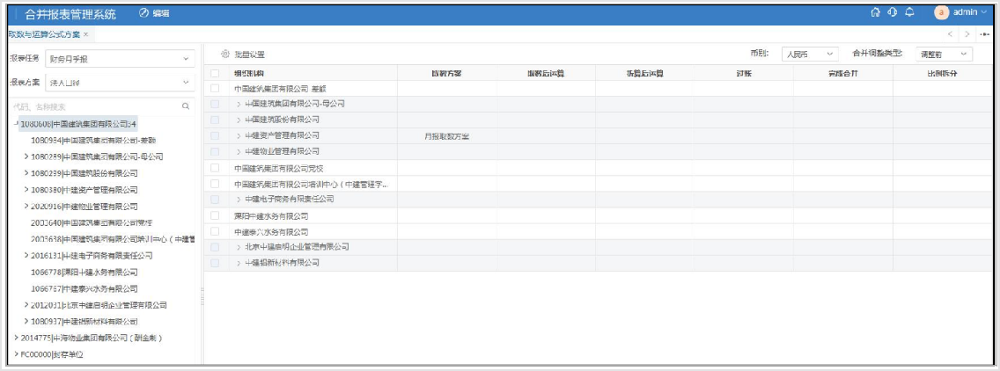 合并报表管理系统 编辑 admin
取数与运算公式方案 ×
报表任务 财务月季报
报表方案 法人口径
代码、名称搜索
1080608|中国建筑集团有限公司34
1080934|中国建筑集团有限公司-差额
1080289|中国建筑集团有限公司-母公司
1080299|中国建筑股份有限公司
1080380|中建资产管理有限公司
2020916|中建物业管理有限公司
2003640|中国建筑集团有限公司党校
2003638|中国建筑集团有限公司培训中心（中建管
2016131|中建电子商务有限责任公司
1066778|溧阳中建水务有限公司
1066767|中建泰兴水务有限公司
2012031|北京中建启明企业管理有限公司
1080937|中建铝新材料有限公司
2014775|中海物业集团有限公司（酬金制）
FC00000|封存单位
批量设置 币别: 人民币 合并调整类型: 调整前
组织机构 取数方案 取数后运算 折算后运算 过账 完成合并 比例拆分
中国建筑集团有限公司-差额
中国建筑集团有限公司-母公司
中国建筑股份有限公司
中建资产管理有限公司 月报取数方案
中建物业管理有限公司
中国建筑集团有限公司党校
中国建筑集团有限公司培训中心（中建管理学...
中建电子商务有限责任公司
溧阳中建水务有限公司
中建泰兴水务有限公司
北京中建启明企业管理有限公司
中建铝新材料有限公司